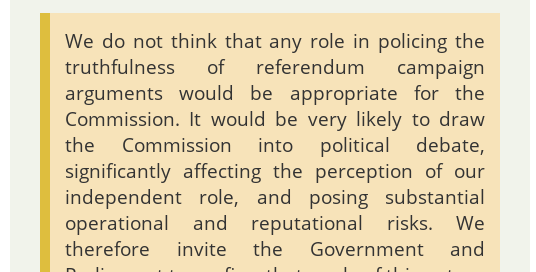 We do not think that any role in policing the
truthfulness of referendum campaign
arguments would be appropriate for the
Commission. It would be very likely to draw
the Commission into political debate,
significantly affecting the perception of our
independent role, and posing substantial
operational and reputational risks. We
therefore invite the Government and